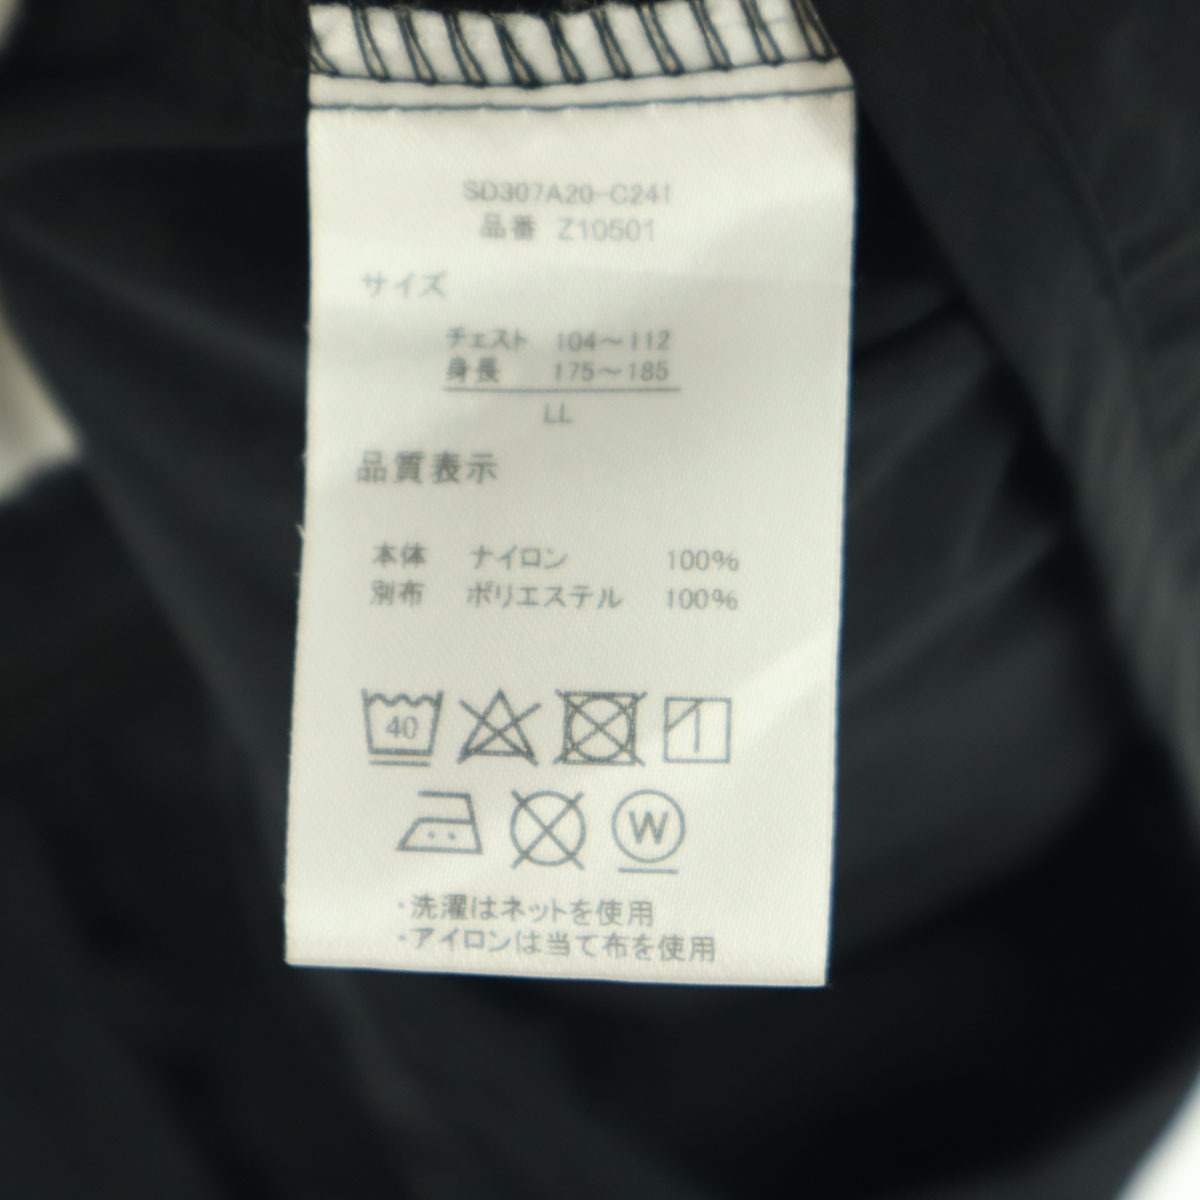 SD307A20-C241
品番 Z10501
サイズ
チェスト 104～112
身長 175～185
LL
品質表示
本体 ナイロン 100%
別布 ポリエステル 100%
40
W
・洗濯はネットを使用
・アイロンは当て布を使用